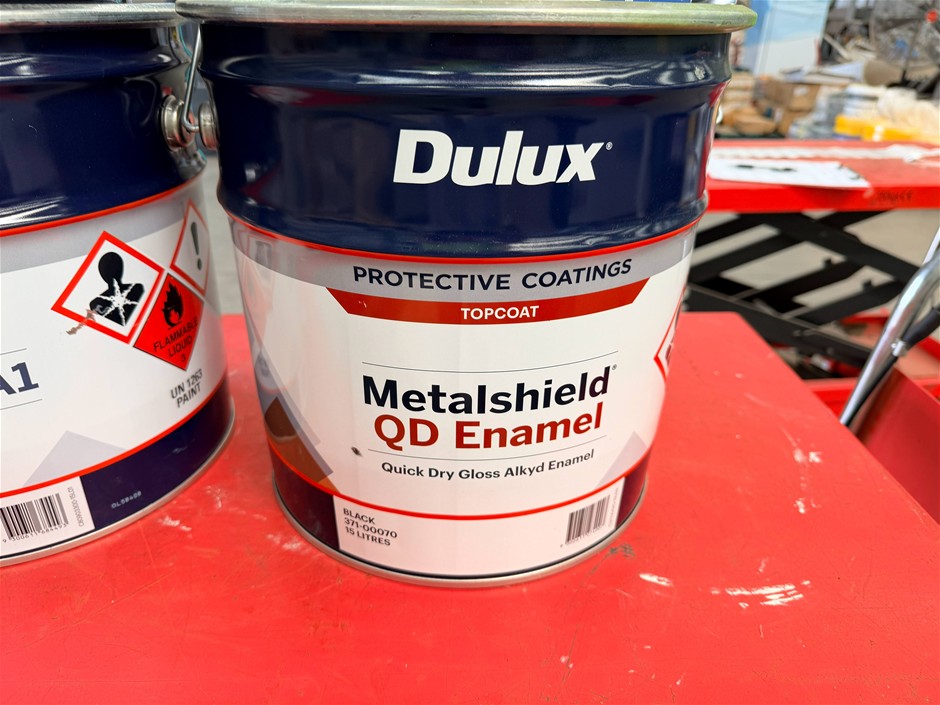 Dulux®
PROTECTIVE COATINGS
TOPCOAT
Metalshield®
QD Enamel
Quick Dry Gloss Alkyd Enamel
BLACK
371-00070
15 LITRES
FLAMMABLE
LIQUID
UN 1263
PAINT
A1